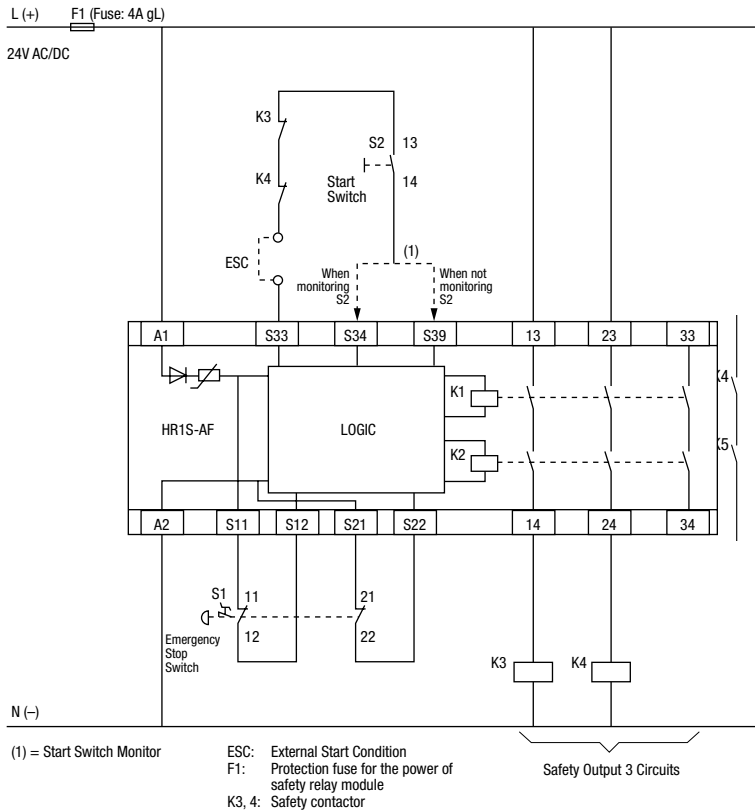 L (+) F1 (Fuse: 4A gL)
24V AC/DC
K3
S2 13
K4
Start
Switch
14
ESC
(1)
When
monitoring
S2
When not
monitoring
S2
A1 S33 S34 S39 13 23 33
K4
K1
HR1S-AF LOGIC
K5
K2
A2 S11 S12 S21 S22 14 24 34
S1 11 21
Emergency
Stop
Switch
12 22
K3 K4
N (–)
(1) = Start Switch Monitor
ESC: External Start Condition
F1: Protection fuse for the power of
safety relay module
K3, 4: Safety contactor
Safety Output 3 Circuits